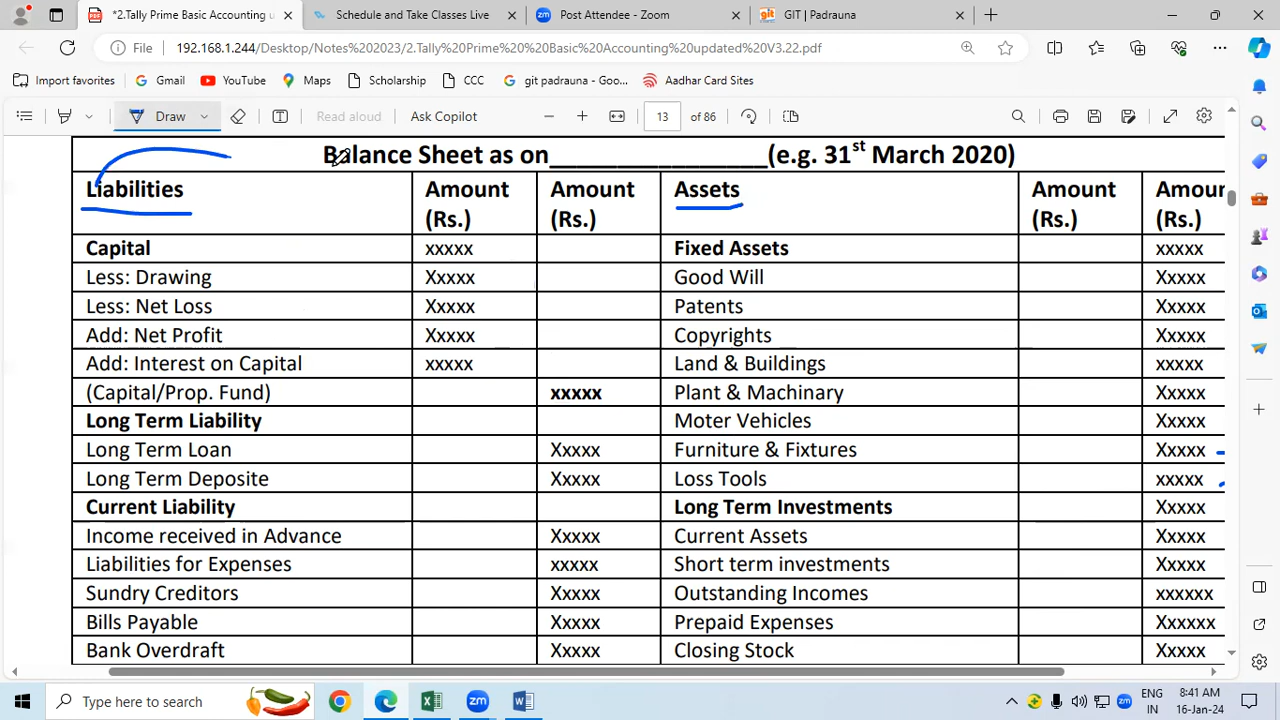 *2.Tally Prime Basic Accounting u
Schedule and Take Classes Live
Post Attendee - Zoom
GIT | Padrauna
File
192.168.1.244/Desktop/Notes%202023/2.Tally%20Prime%20%20Basic%20Accounting%20updated%20V3.22.pdf
Import favorites
Gmail
YouTube
Maps
Scholarship
CCC
git padrauna - Goo...
Aadhar Card Sites
Draw
Read aloud
Ask Copilot
13 of 86
Balance Sheet as on________________(e.g. 31st March 2020)
Liabilities Amount (Rs.) Amount (Rs.) Assets Amount (Rs.) Amour (Rs.)
Capital xxxxx Fixed Assets xxxxx
Less: Drawing Xxxxx Good Will Xxxxx
Less: Net Loss Xxxxx Patents Xxxxx
Add: Net Profit Xxxxx Copyrights Xxxxx
Add: Interest on Capital xxxxx Land & Buildings xxxxx
(Capital/Prop. Fund) xxxxx Plant & Machinary Xxxxx
Long Term Liability Moter Vehicles Xxxxx
Long Term Loan Xxxxx Furniture & Fixtures Xxxxx
Long Term Deposite Xxxxx Loss Tools xxxxx
Current Liability Long Term Investments Xxxxx
Income received in Advance Xxxxx Current Assets Xxxxx
Liabilities for Expenses xxxxx Short term investments Xxxxx
Sundry Creditors Xxxxx Outstanding Incomes xxxxxx
Bills Payable Xxxxx Prepaid Expenses Xxxxxx
Bank Overdraft Xxxxx Closing Stock Xxxxx
Type here to search
ENG
IN
8:41 AM
16-Jan-24